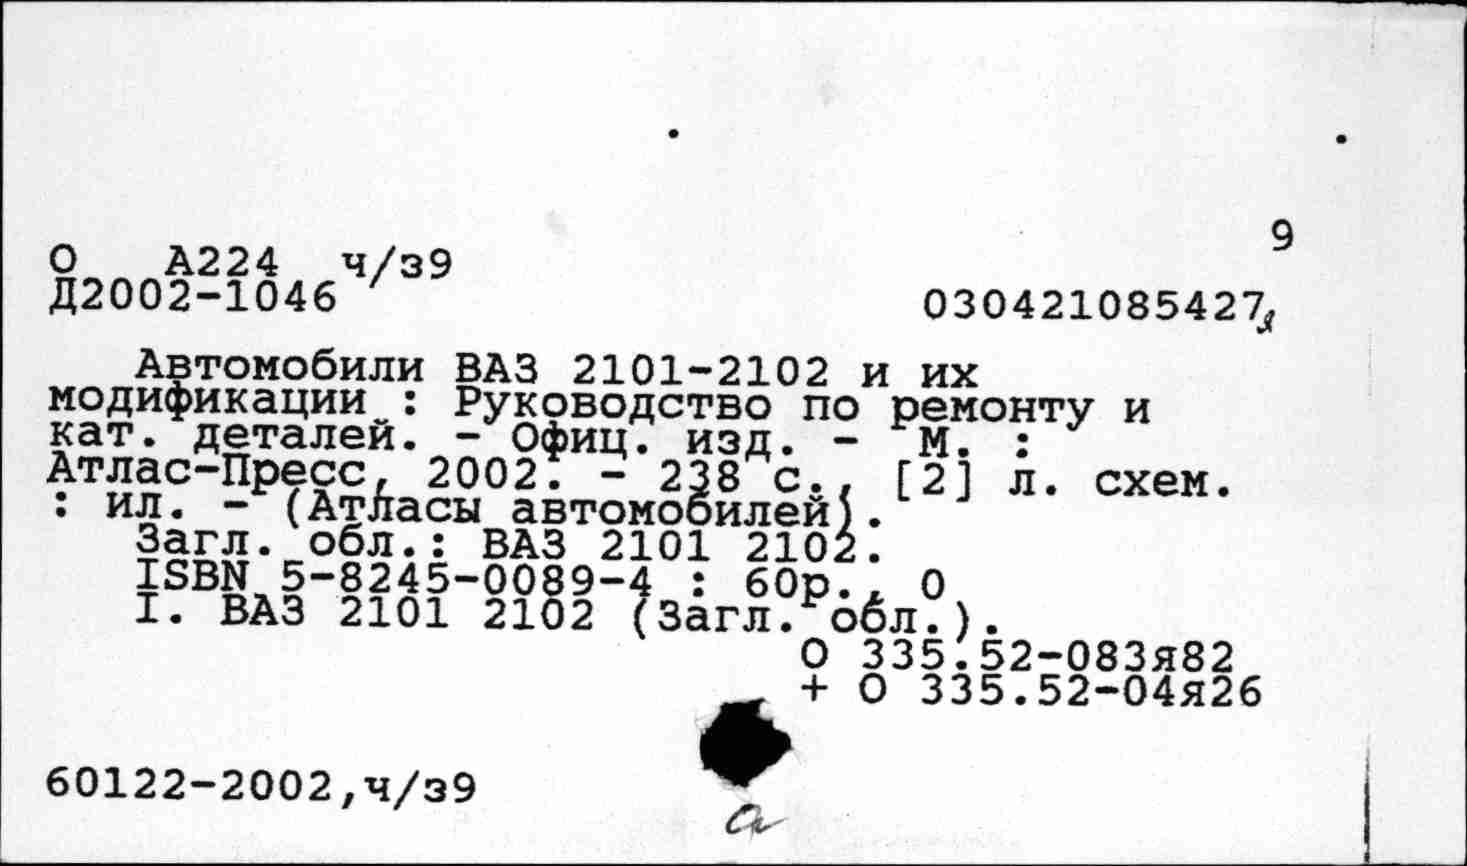 9
О   А224  ч/з9
Д2002-1046
030421085427
Автомобили ВАЗ 2101-2102 и их
модификации : Руководство по ремонту и
кат. деталей. - Офиц. изд. - М. :
Атлас-Пресс, 2002. - 238 с., [2] л. схем.
: ил. - (Атласы автомобилей).
Загл. обл.: ВАЗ 2101 2102.
ISBN 5-8245-0089-4 : 60р., 0
I. ВАЗ 2101 2102 (Загл. обл.).
О 335.52-083я82
+ О 335.52-04я26
60122-2002,ч/з9
a